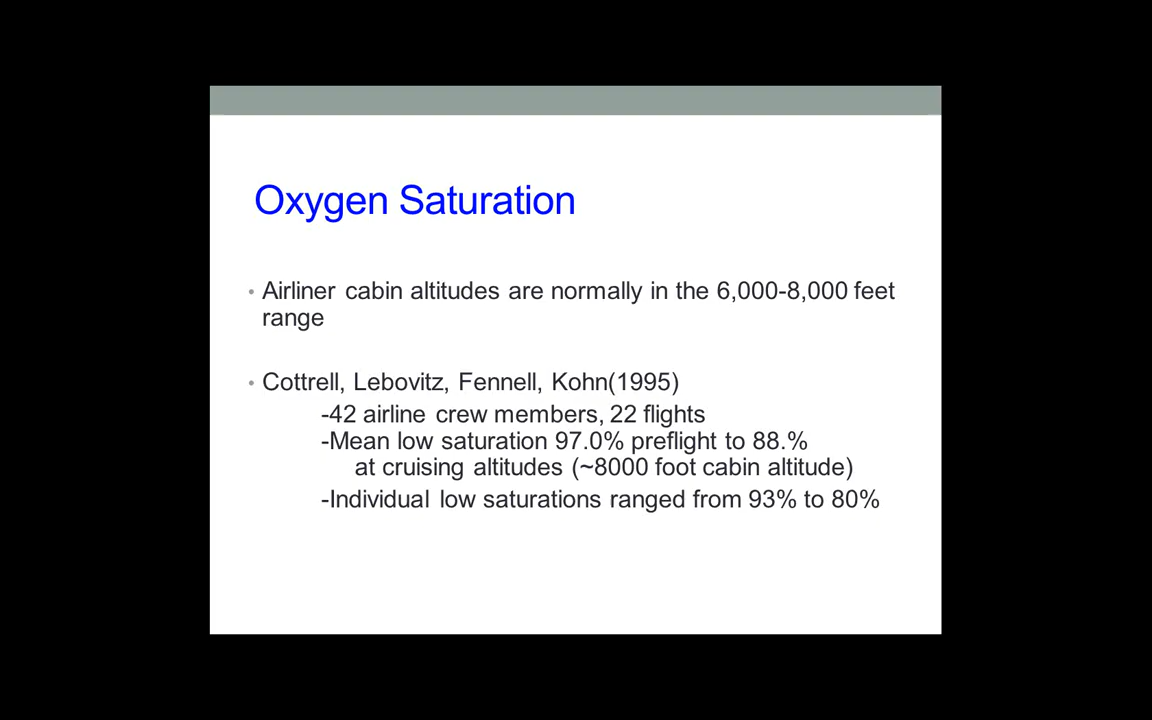 Oxygen Saturation
• Airliner cabin altitudes are normally in the 6,000-8,000 feet
range
• Cottrell, Lebovitz, Fennell, Kohn(1995)
-42 airline crew members, 22 flights
-Mean low saturation 97.0% preflight to 88.%
at cruising altitudes (~8000 foot cabin altitude)
-Individual low saturations ranged from 93% to 80%